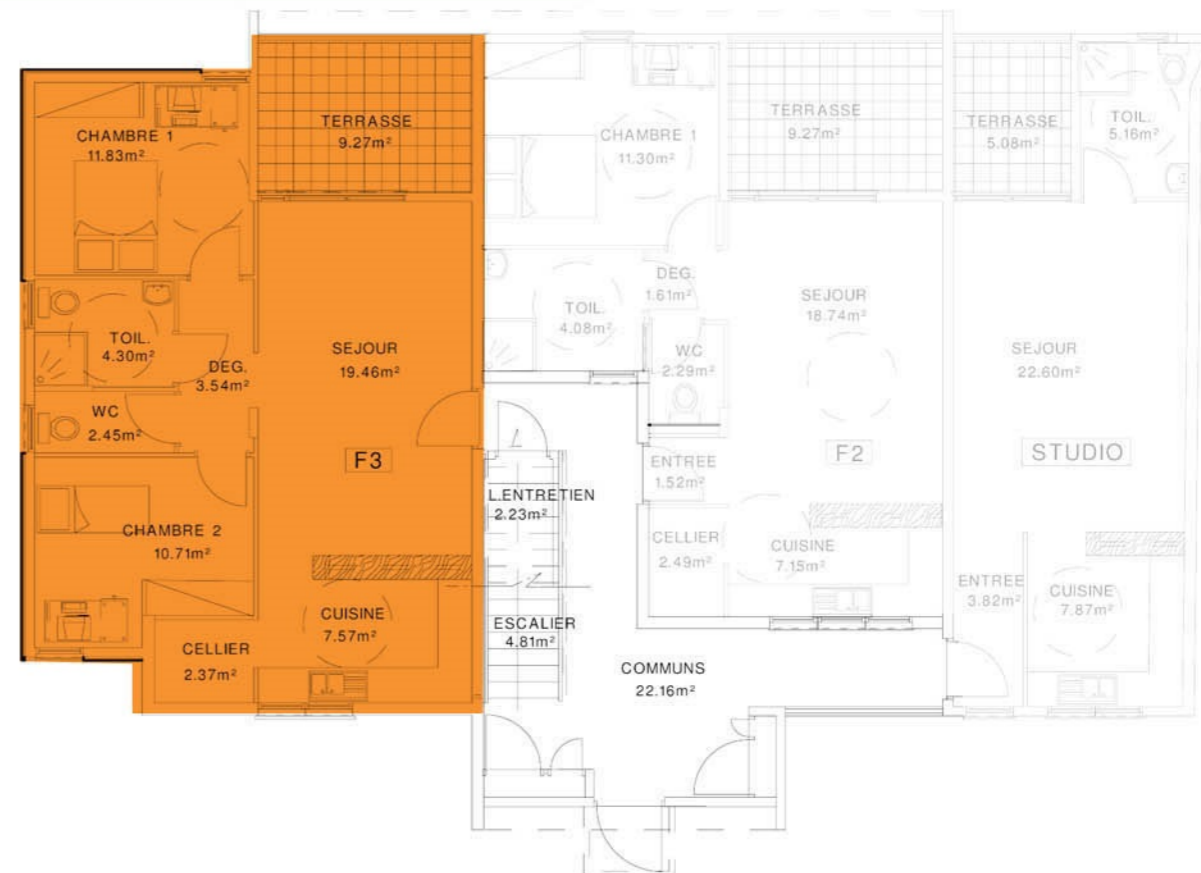 CHAMBRE 1
11.83m²
TERRASSE
9.27m²
TOIL.
4.30m²
DEG.
3.54m²
WC
2.45m²
SEJOUR
19.46m²
F3
CHAMBRE 2
10.71m²
CELLIER
2.37m²
CUISINE
7.57m²
CHAMBRE 1
11.30m²
TERRASSE
9.27m²
TOIL.
4.08m²
DEG.
1.61m²
WC
2.29m²
SEJOUR
18.74m²
F2
ENTREE
1.52m²
CELLIER
2.49m²
CUISINE
7.15m²
L.ENTRETIEN
2.23m²
ESCALIER
4.81m²
COMMUNS
22.16m²
TERRASSE
5.08m²
TOIL.
5.16m²
SEJOUR
22.60m²
STUDIO
ENTREE
3.82m²
CUISINE
7.87m²